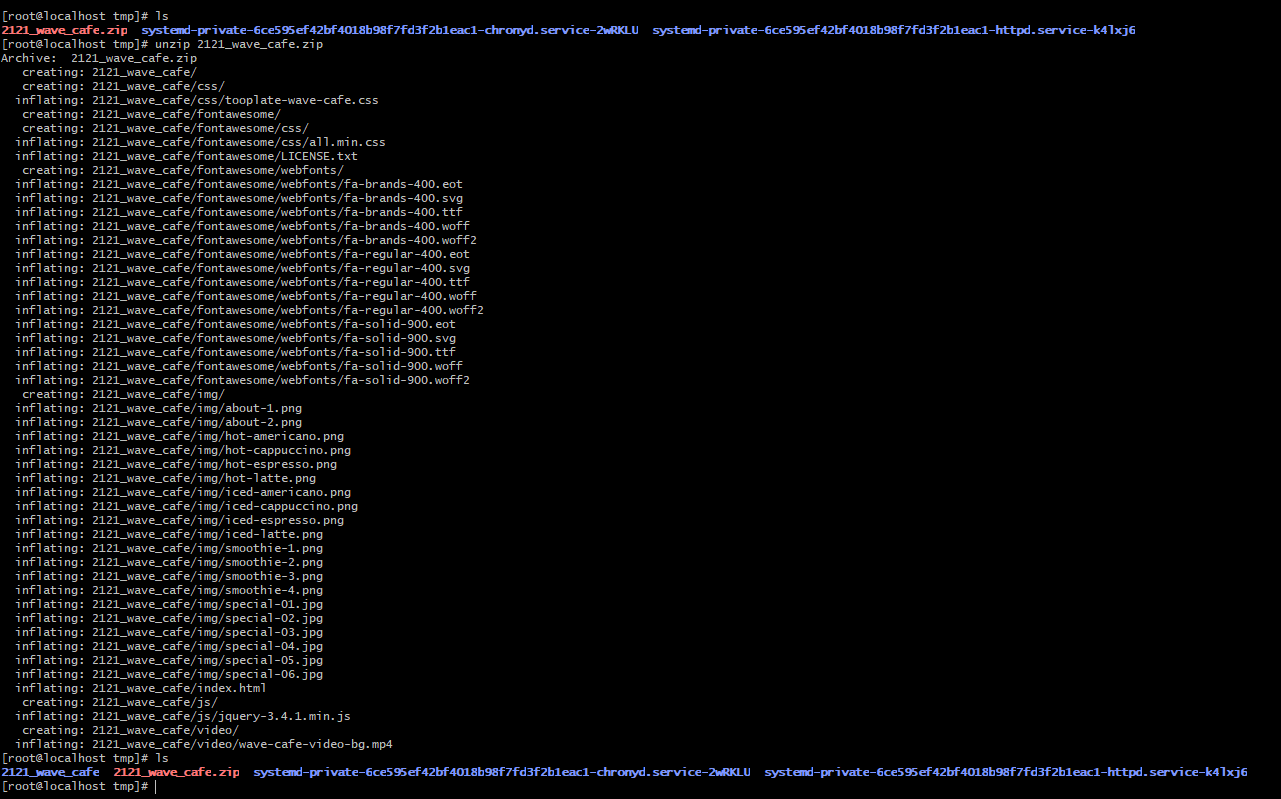 [root@localhost tmp]# ls
2121_wave_cafe.zip  systemd-private-6ce595ef42bf4018b98f7fd3f2b1eac1-chronyd.service-2wRKLU  systemd-private-6ce595ef42bf4018b98f7fd3f2b1eac1-httpd.service-k4lxj6
[root@localhost tmp]# unzip 2121_wave_cafe.zip
Archive:  2121_wave_cafe.zip
   creating: 2121_wave_cafe/
   creating: 2121_wave_cafe/css/
  inflating: 2121_wave_cafe/css/tooplate-wave-cafe.css
   creating: 2121_wave_cafe/fontawesome/
   creating: 2121_wave_cafe/fontawesome/css/
  inflating: 2121_wave_cafe/fontawesome/css/all.min.css
  inflating: 2121_wave_cafe/fontawesome/LICENSE.txt
   creating: 2121_wave_cafe/fontawesome/webfonts/
  inflating: 2121_wave_cafe/fontawesome/webfonts/fa-brands-400.eot
  inflating: 2121_wave_cafe/fontawesome/webfonts/fa-brands-400.svg
  inflating: 2121_wave_cafe/fontawesome/webfonts/fa-brands-400.ttf
  inflating: 2121_wave_cafe/fontawesome/webfonts/fa-brands-400.woff
  inflating: 2121_wave_cafe/fontawesome/webfonts/fa-brands-400.woff2
  inflating: 2121_wave_cafe/fontawesome/webfonts/fa-regular-400.eot
  inflating: 2121_wave_cafe/fontawesome/webfonts/fa-regular-400.svg
  inflating: 2121_wave_cafe/fontawesome/webfonts/fa-regular-400.ttf
  inflating: 2121_wave_cafe/fontawesome/webfonts/fa-regular-400.woff
  inflating: 2121_wave_cafe/fontawesome/webfonts/fa-regular-400.woff2
  inflating: 2121_wave_cafe/fontawesome/webfonts/fa-solid-900.eot
  inflating: 2121_wave_cafe/fontawesome/webfonts/fa-solid-900.svg
  inflating: 2121_wave_cafe/fontawesome/webfonts/fa-solid-900.ttf
  inflating: 2121_wave_cafe/fontawesome/webfonts/fa-solid-900.woff
  inflating: 2121_wave_cafe/fontawesome/webfonts/fa-solid-900.woff2
   creating: 2121_wave_cafe/img/
  inflating: 2121_wave_cafe/img/about-1.png
  inflating: 2121_wave_cafe/img/about-2.png
  inflating: 2121_wave_cafe/img/hot-americano.png
  inflating: 2121_wave_cafe/img/hot-cappuccino.png
  inflating: 2121_wave_cafe/img/hot-espresso.png
  inflating: 2121_wave_cafe/img/hot-latte.png
  inflating: 2121_wave_cafe/img/iced-americano.png
  inflating: 2121_wave_cafe/img/iced-cappuccino.png
  inflating: 2121_wave_cafe/img/iced-espresso.png
  inflating: 2121_wave_cafe/img/iced-latte.png
  inflating: 2121_wave_cafe/img/smoothie-1.png
  inflating: 2121_wave_cafe/img/smoothie-2.png
  inflating: 2121_wave_cafe/img/smoothie-3.png
  inflating: 2121_wave_cafe/img/smoothie-4.png
  inflating: 2121_wave_cafe/img/special-01.jpg
  inflating: 2121_wave_cafe/img/special-02.jpg
  inflating: 2121_wave_cafe/img/special-03.jpg
  inflating: 2121_wave_cafe/img/special-04.jpg
  inflating: 2121_wave_cafe/img/special-05.jpg
  inflating: 2121_wave_cafe/img/special-06.jpg
  inflating: 2121_wave_cafe/index.html
   creating: 2121_wave_cafe/js/
  inflating: 2121_wave_cafe/js/jquery-3.4.1.min.js
   creating: 2121_wave_cafe/video/
  inflating: 2121_wave_cafe/video/wave-cafe-video-bg.mp4
[root@localhost tmp]# ls
2121_wave_cafe  2121_wave_cafe.zip  systemd-private-6ce595ef42bf4018b98f7fd3f2b1eac1-chronyd.service-2wRKLU  systemd-private-6ce595ef42bf4018b98f7fd3f2b1eac1-httpd.service-k4lxj6
[root@localhost tmp]#